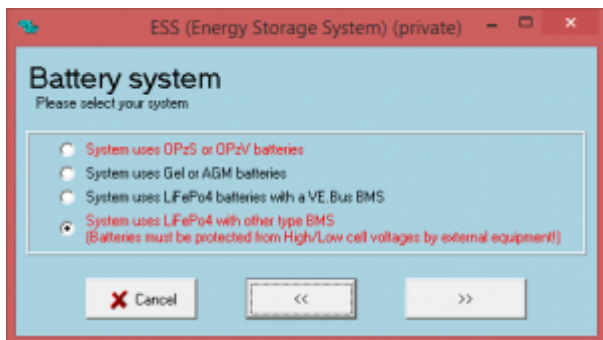 ESS (Energy Storage System) (private)
Battery system
Please select your system
System uses OPzS or OPzV batteries
System uses Gel or AGM batteries
System uses LiFePo4 batteries with a VE.Bus BMS
System uses LiFePo4 with other type BMS
(Batteries must be protected from High/Low cell voltages by external equipment!)
Cancel
<<
>>